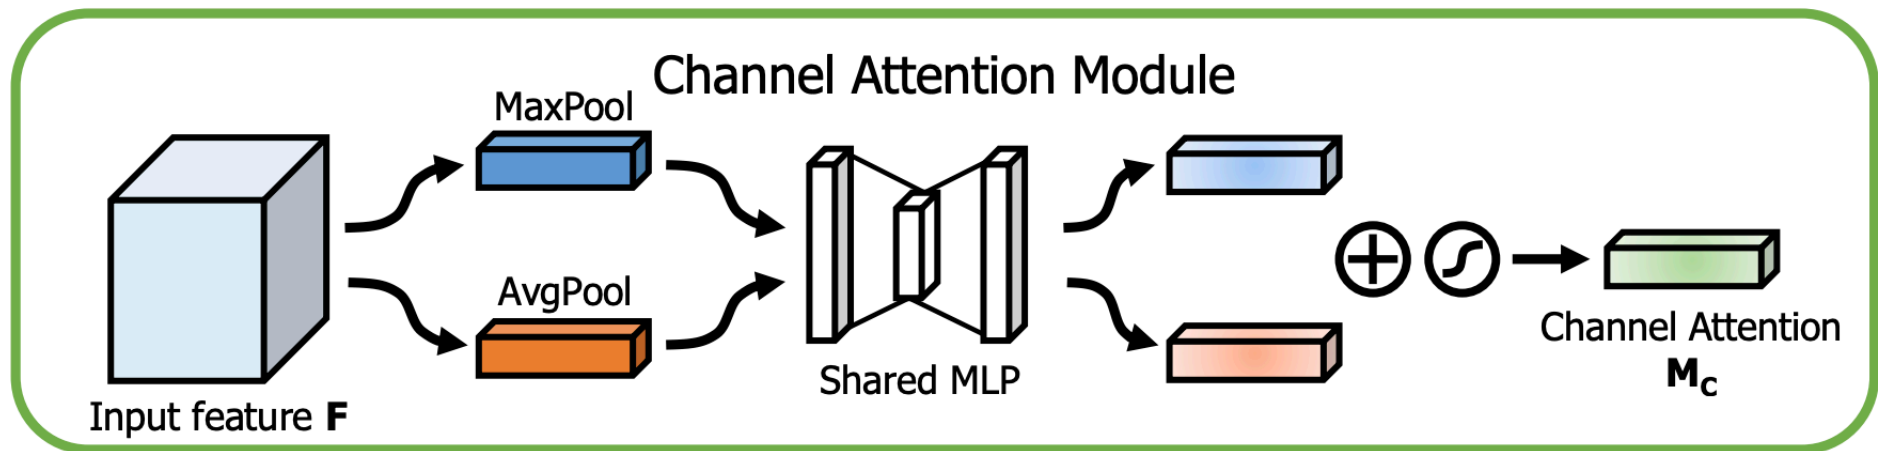 Channel Attention Module
MaxPool
AvgPool
Shared MLP
Input feature F
Channel Attention
Mc